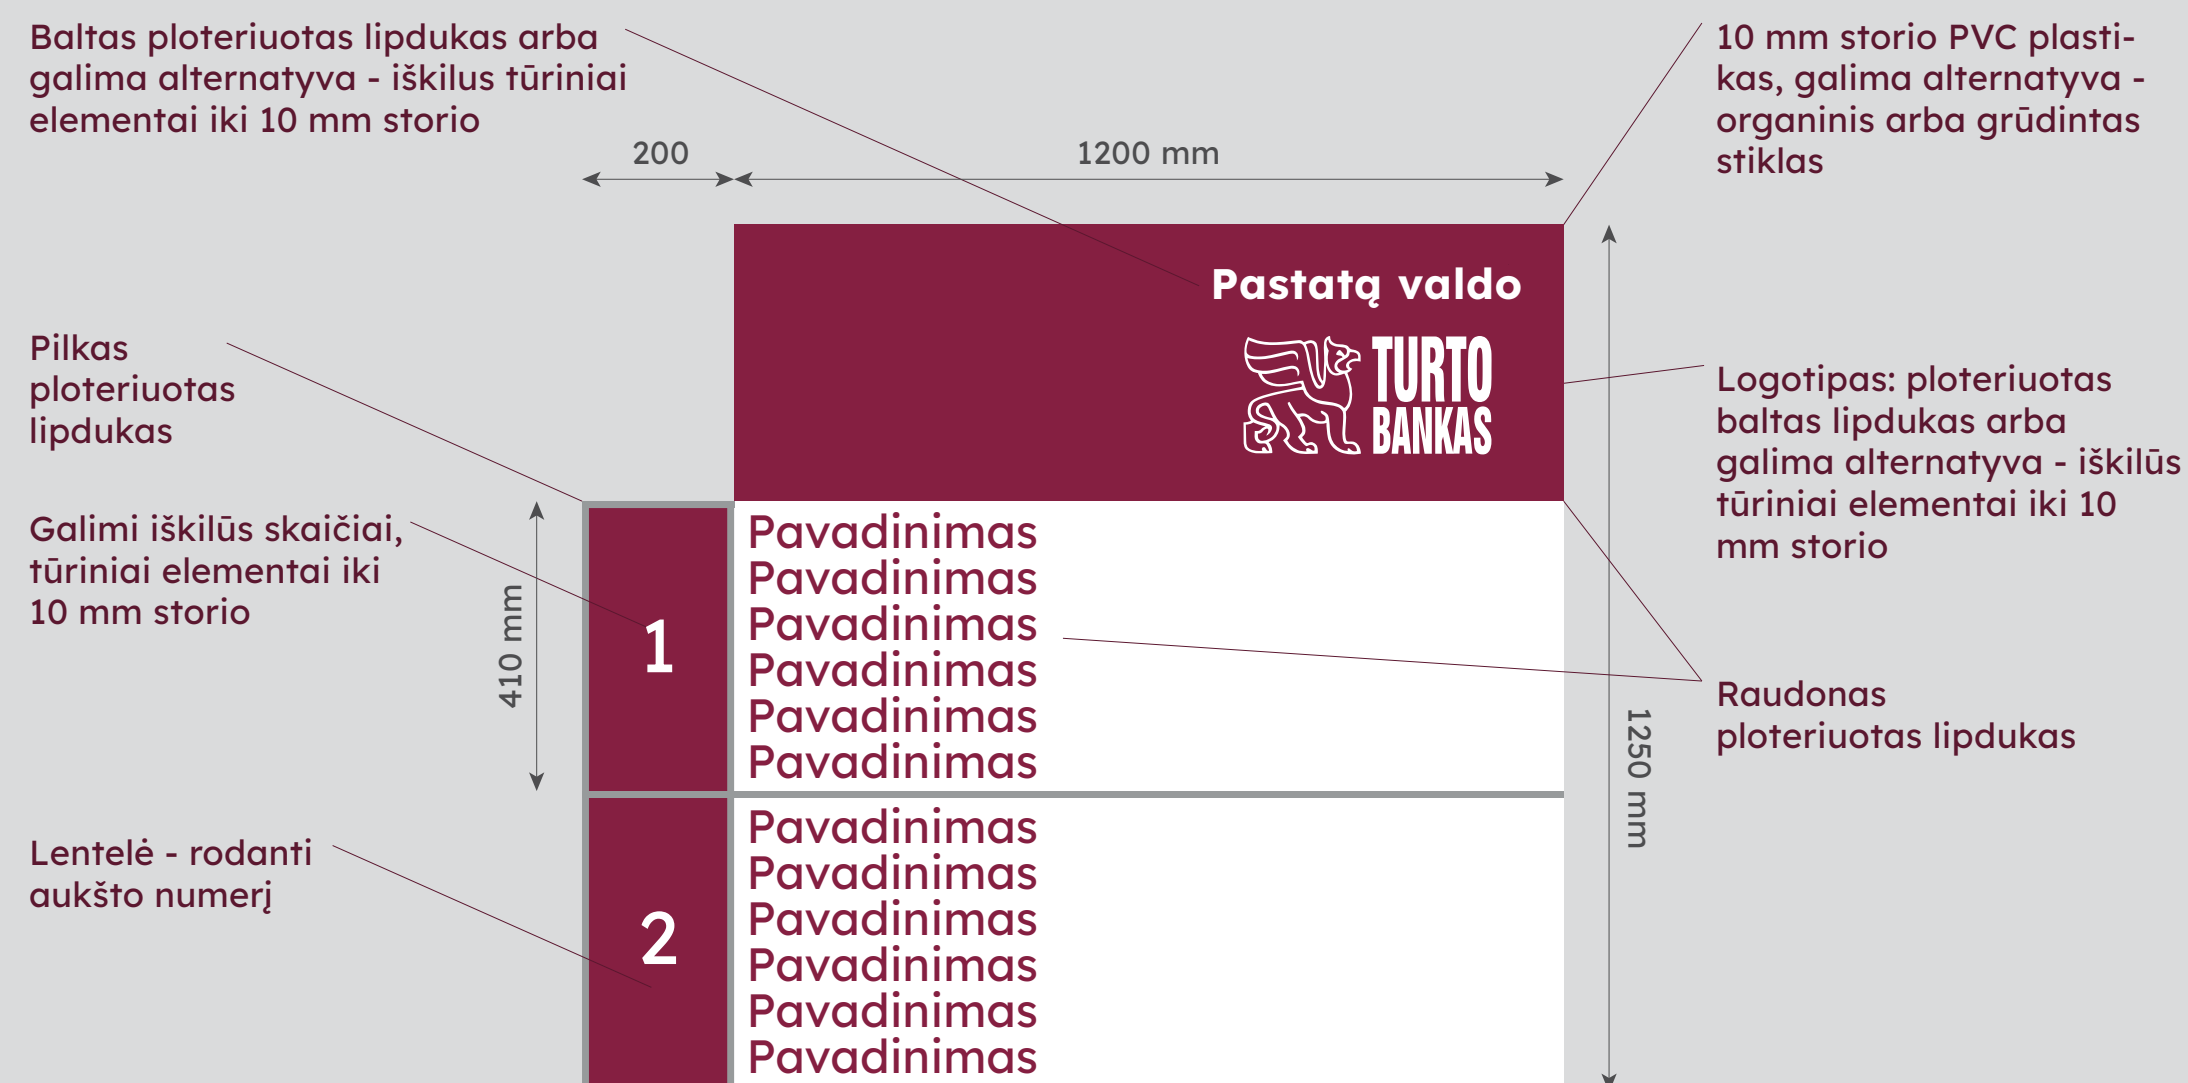 Baltas ploteriuotas lipdukas arba
galima alternatyva - iškilus tūriniai
elementai iki 10 mm storio
200
1200 mm
10 mm storio PVC plasti-
kas, galima alternatyva -
organinis arba grūdintas
stiklas
Pastatą valdo
TURTO
BANKAS
Pilkas
ploteriuotas
lipdukas
Logotipas: ploteriuotas
baltas lipdukas arba
galima alternatyva - iškilūs
tūriniai elementai iki 10
mm storio
Galimi iškilūs skaičiai,
tūriniai elementai iki
10 mm storio
410 mm
1
Pavadinimas
Pavadinimas
Pavadinimas
Pavadinimas
Pavadinimas
Pavadinimas
Raudonas
ploteriuotas lipdukas
1250 mm
Lentelė - rodanti
aukšto numerį
2
Pavadinimas
Pavadinimas
Pavadinimas
Pavadinimas
Pavadinimas
Pavadinimas